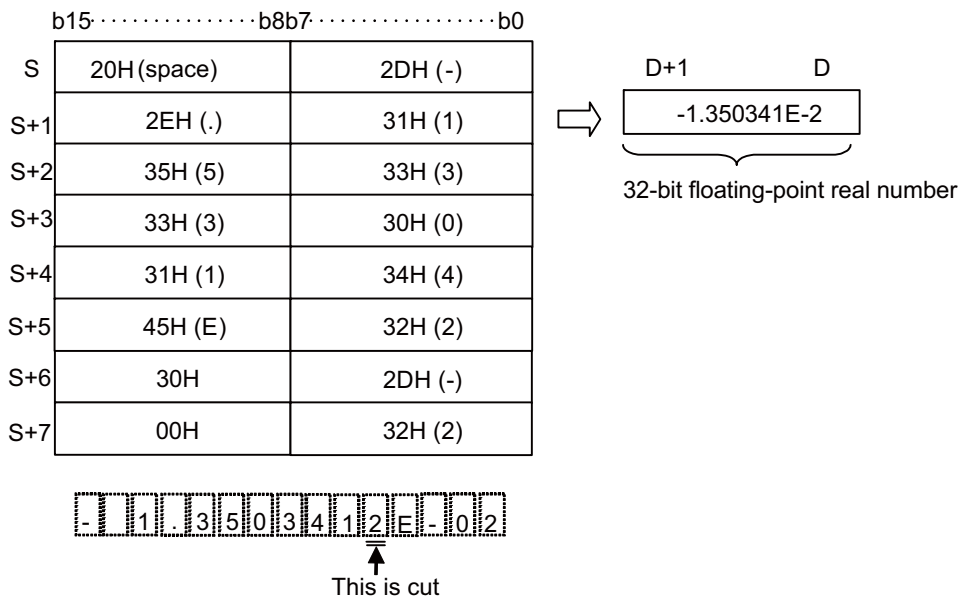 b15················b8b7···················b0
S 20H (space) 2DH (-)
D+1 D
S+1 2EH (.) 31H (1)
-1.350341E-2
S+2 35H (5) 33H (3)
32-bit floating-point real number
S+3 33H (3) 30H (0)
S+4 31H (1) 34H (4)
S+5 45H (E) 32H (2)
S+6 30H 2DH (-)
S+7 00H 32H (2)
- 1 . 3 5 0 3 4 1 2 E - 0 2
This is cut